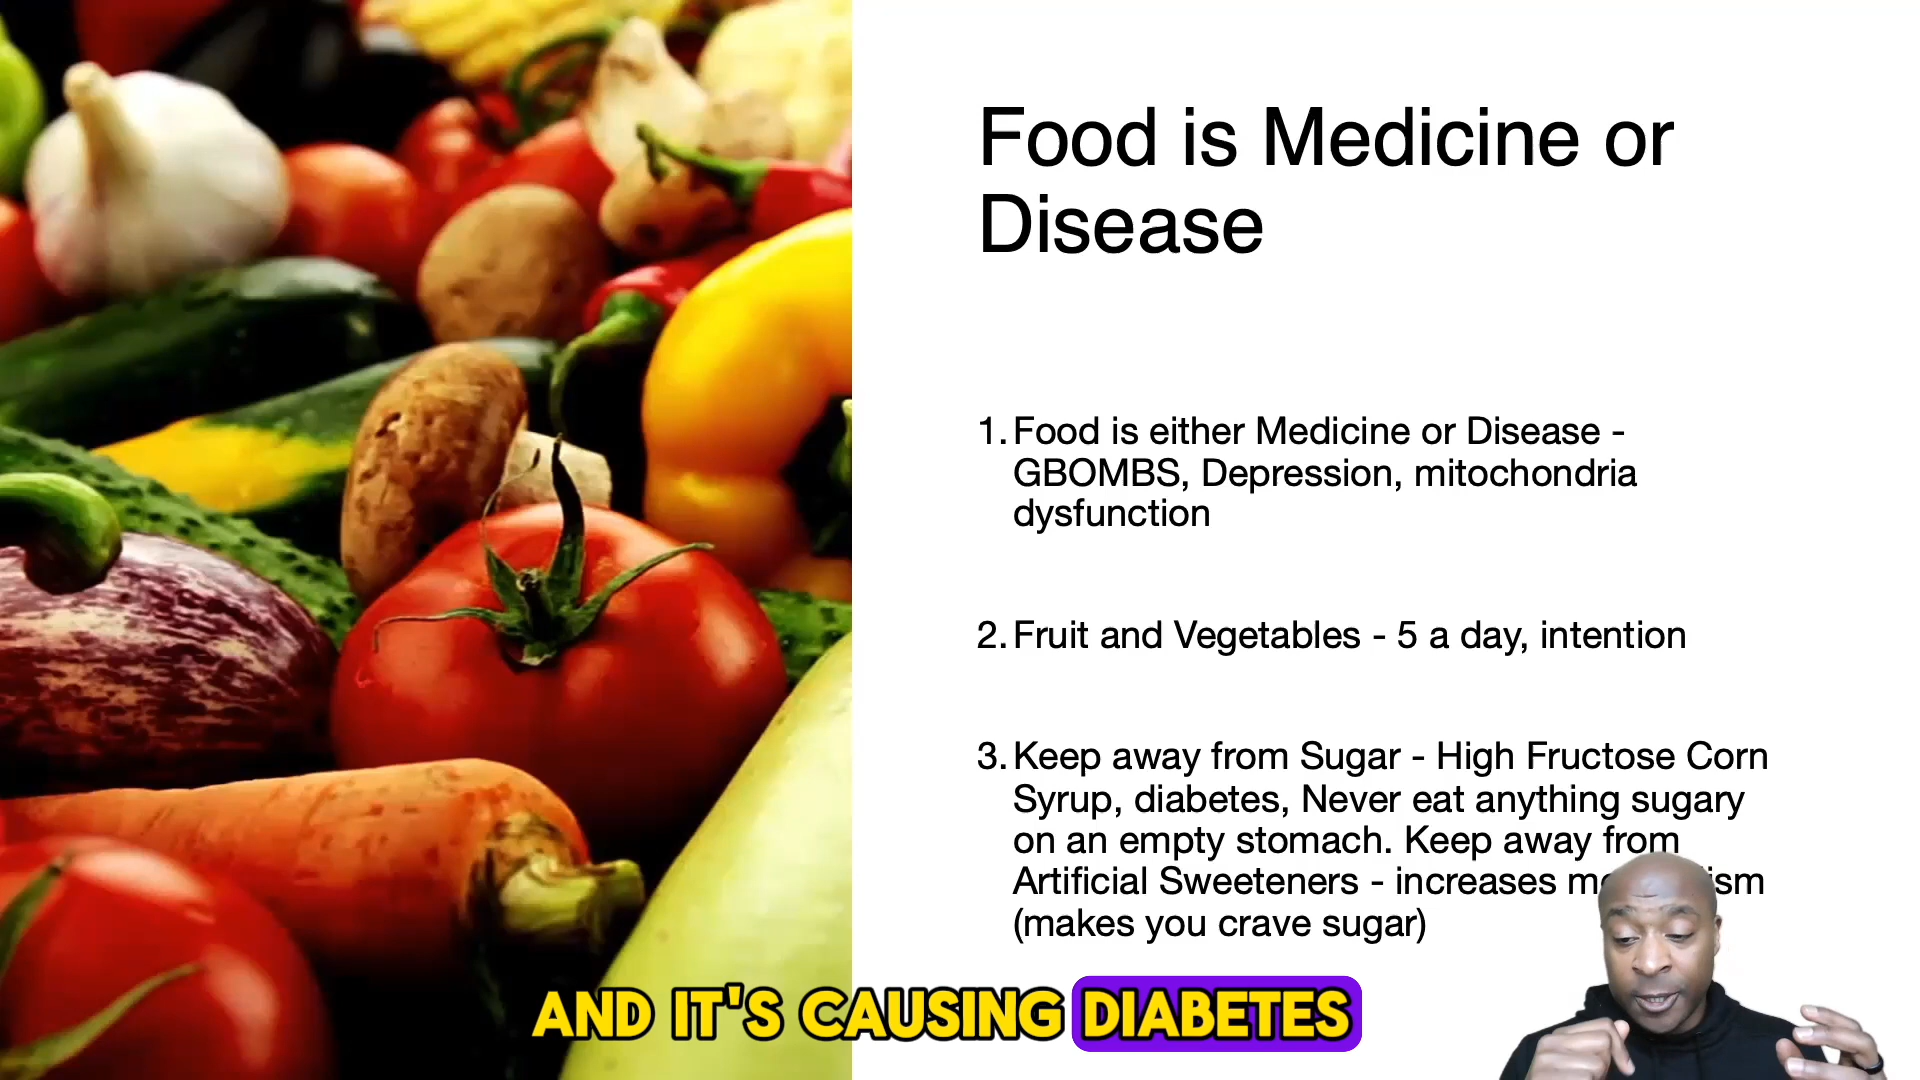 Food is Medicine or
Disease
1. Food is either Medicine or Disease -
GBOMBS, Depression, mitochondria
dysfunction
2. Fruit and Vegetables - 5 a day, intention
3. Keep away from Sugar - High Fructose Corn
Syrup, diabetes, Never eat anything sugary
on an empty stomach. Keep away from
Artificial Sweeteners - increases
(makes you crave sugar)
AND IT'S CAUSING DIABETES